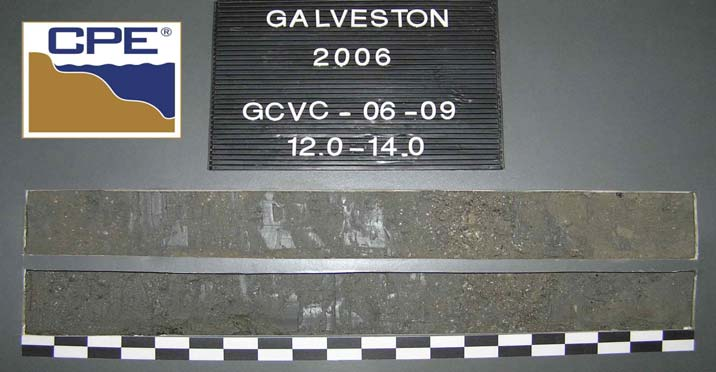 CPE®
GALVESTON
2006
GCVC - 06 - 09
12.0 - 14.0